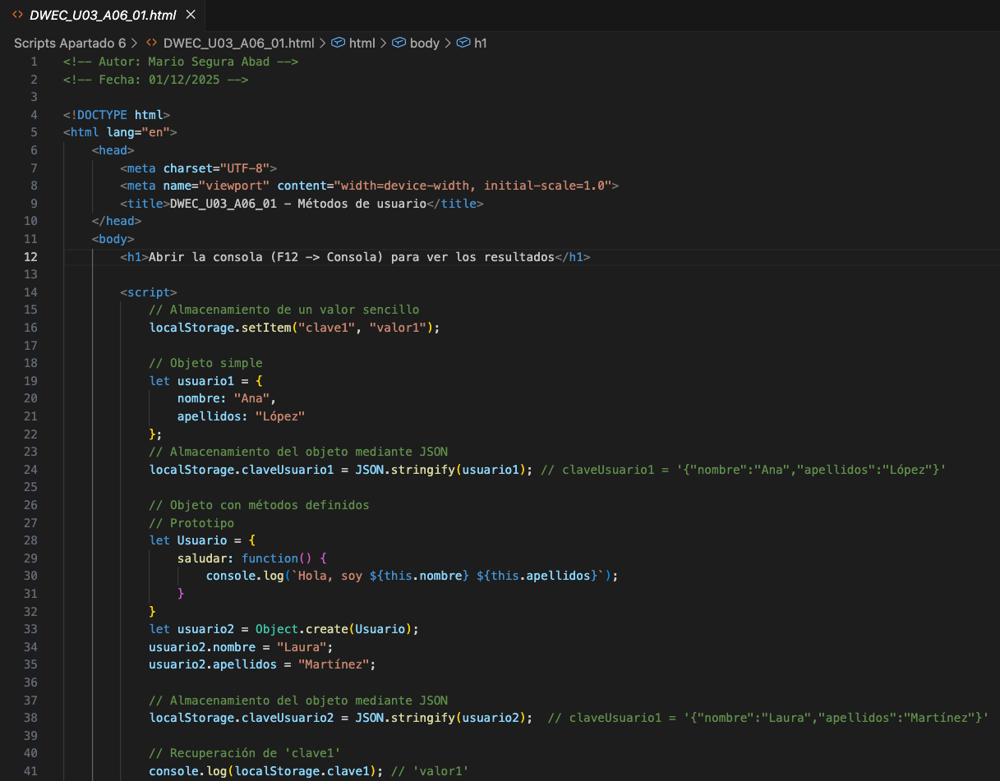 DWEC_U03_A06_01.html
Scripts Apartado 6 > DWEC_U03_A06_01.html > html > body > h1
1 <!-- Autor: Mario Segura Abad -->
2 <!-- Fecha: 01/12/2025 -->
3
4 <!DOCTYPE html>
5 <html lang="en">
6     <head>
7         <meta charset="UTF-8">
8         <meta name="viewport" content="width=device-width, initial-scale=1.0">
9         <title>DWEC_U03_A06_01 - Métodos de usuario</title>
10     </head>
11     <body>
12         <h1>Abrir la consola (F12 -> Consola) para ver los resultados</h1>
13
14         <script>
15             // Almacenamiento de un valor sencillo
16             localStorage.setItem("clave1", "valor1");
17
18             // Objeto simple
19             let usuario1 = {
20                 nombre: "Ana",
21                 apellidos: "López"
22             };
23             // Almacenamiento del objeto mediante JSON
24             localStorage.claveUsuario1 = JSON.stringify(usuario1); // claveUsuario1 = '{"nombre":"Ana","apellidos":"López"}'
25
26             // Objeto con métodos definidos
27             // Prototipo
28             let Usuario = {
29                 saludar: function() {
30                     console.log(`Hola, soy ${this.nombre} ${this.apellidos}`);
31                 }
32             }
33             let usuario2 = Object.create(Usuario);
34             usuario2.nombre = "Laura";
35             usuario2.apellidos = "Martínez";
36
37             // Almacenamiento del objeto mediante JSON
38             localStorage.claveUsuario2 = JSON.stringify(usuario2);  // claveUsuario1 = '{"nombre":"Laura","apellidos":"Martínez"}'
39
40             // Recuperación de 'clave1'
41             console.log(localStorage.clave1); // 'valor1'